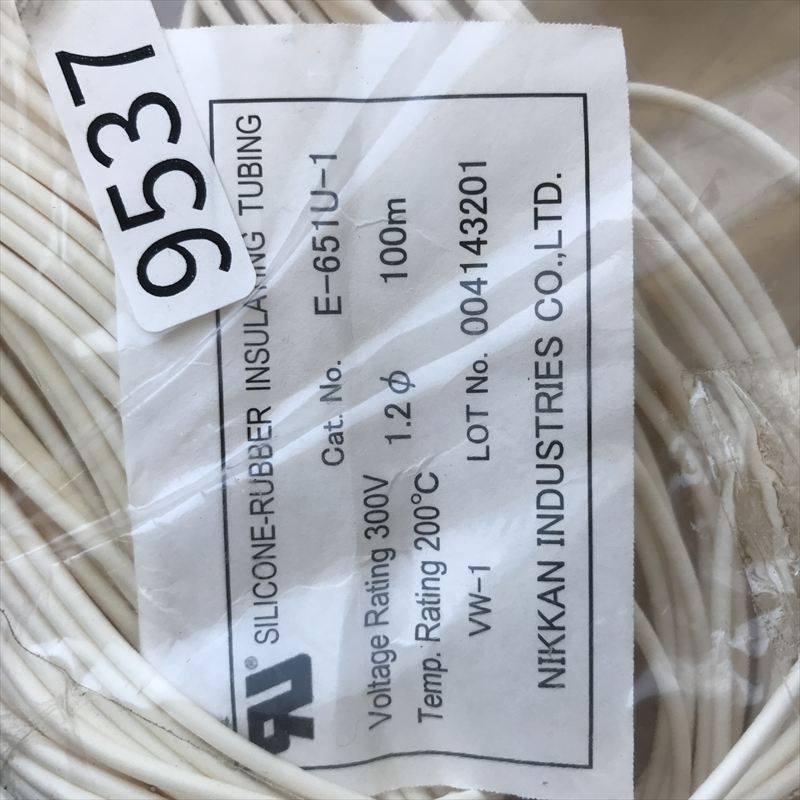 9537
® SILICONE-RUBBER INSULATING TUBING
Cat. No. E-651U-1
Voltage Rating 300V 1.2φ 100m
Temp. Rating 200°C
VW-1 LOT No. 004143201
NIKKAN INDUSTRIES CO.,LTD.